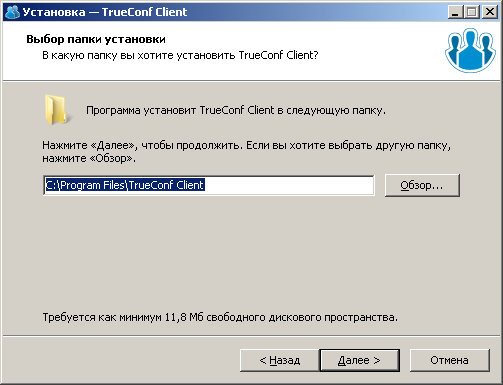 Установка — TrueConf Client
Выбор папки установки
В какую папку вы хотите установить TrueConf Client?
Программа установит TrueConf Client в следующую папку.
Нажмите «Далее», чтобы продолжить. Если вы хотите выбрать другую папку,
нажмите «Обзор».
C:\Program Files\TrueConf Client
Обзор...
Требуется как минимум 11,8 Мб свободного дискового пространства.
< Назад
Далее >
Отмена